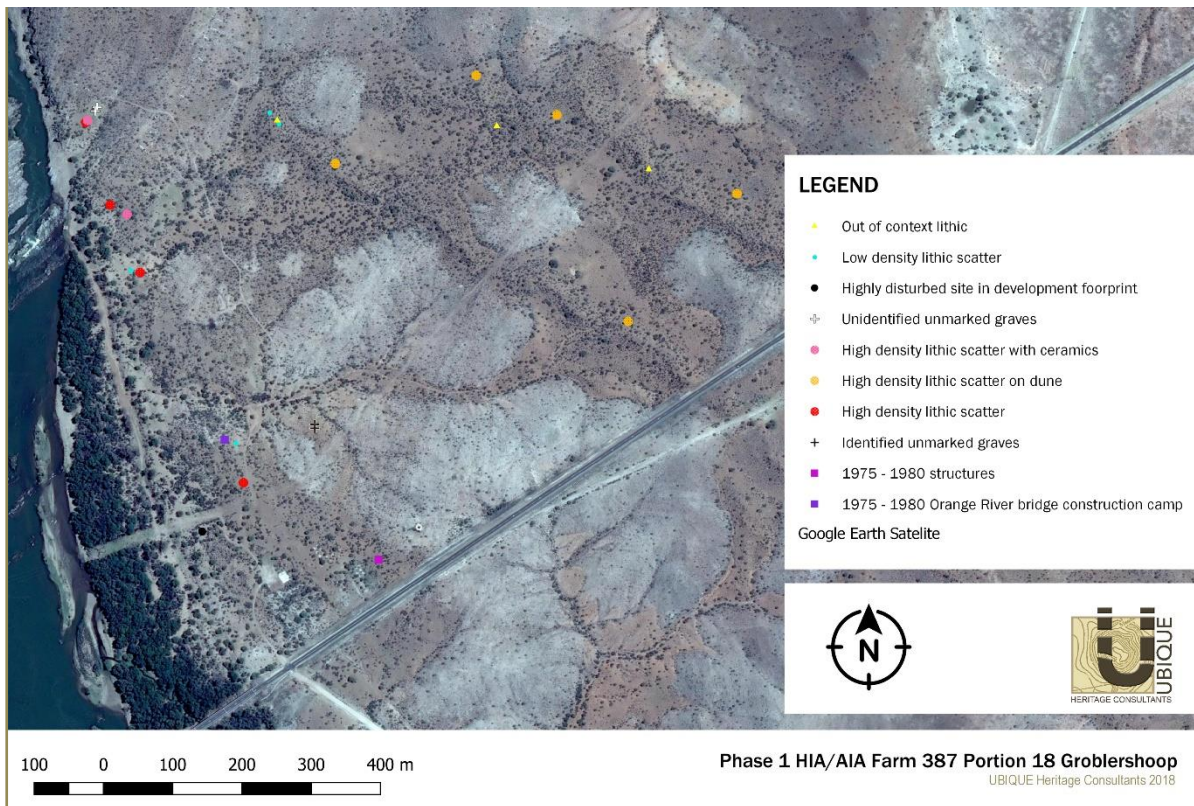 LEGEND
Out of context lithic
Low density lithic scatter
Highly disturbed site in development foorprint
Unidentified unmarked graves
High density lithic scatter with ceramics
High density lithic scatter on dune
High density lithic scatter
Identified unmarked graves
1975 - 1980 structures
1975 - 1980 Orange River bridge construction camp
Google Earth Satelite
N
Ü
UBIQUE
HERITAGE CONSULTANTS
100 0 100 200 300 400 m
Phase 1 HIA/AIA Farm 387 Portion 18 Groblershoop
UBIQUE Heritage Consultants 2018